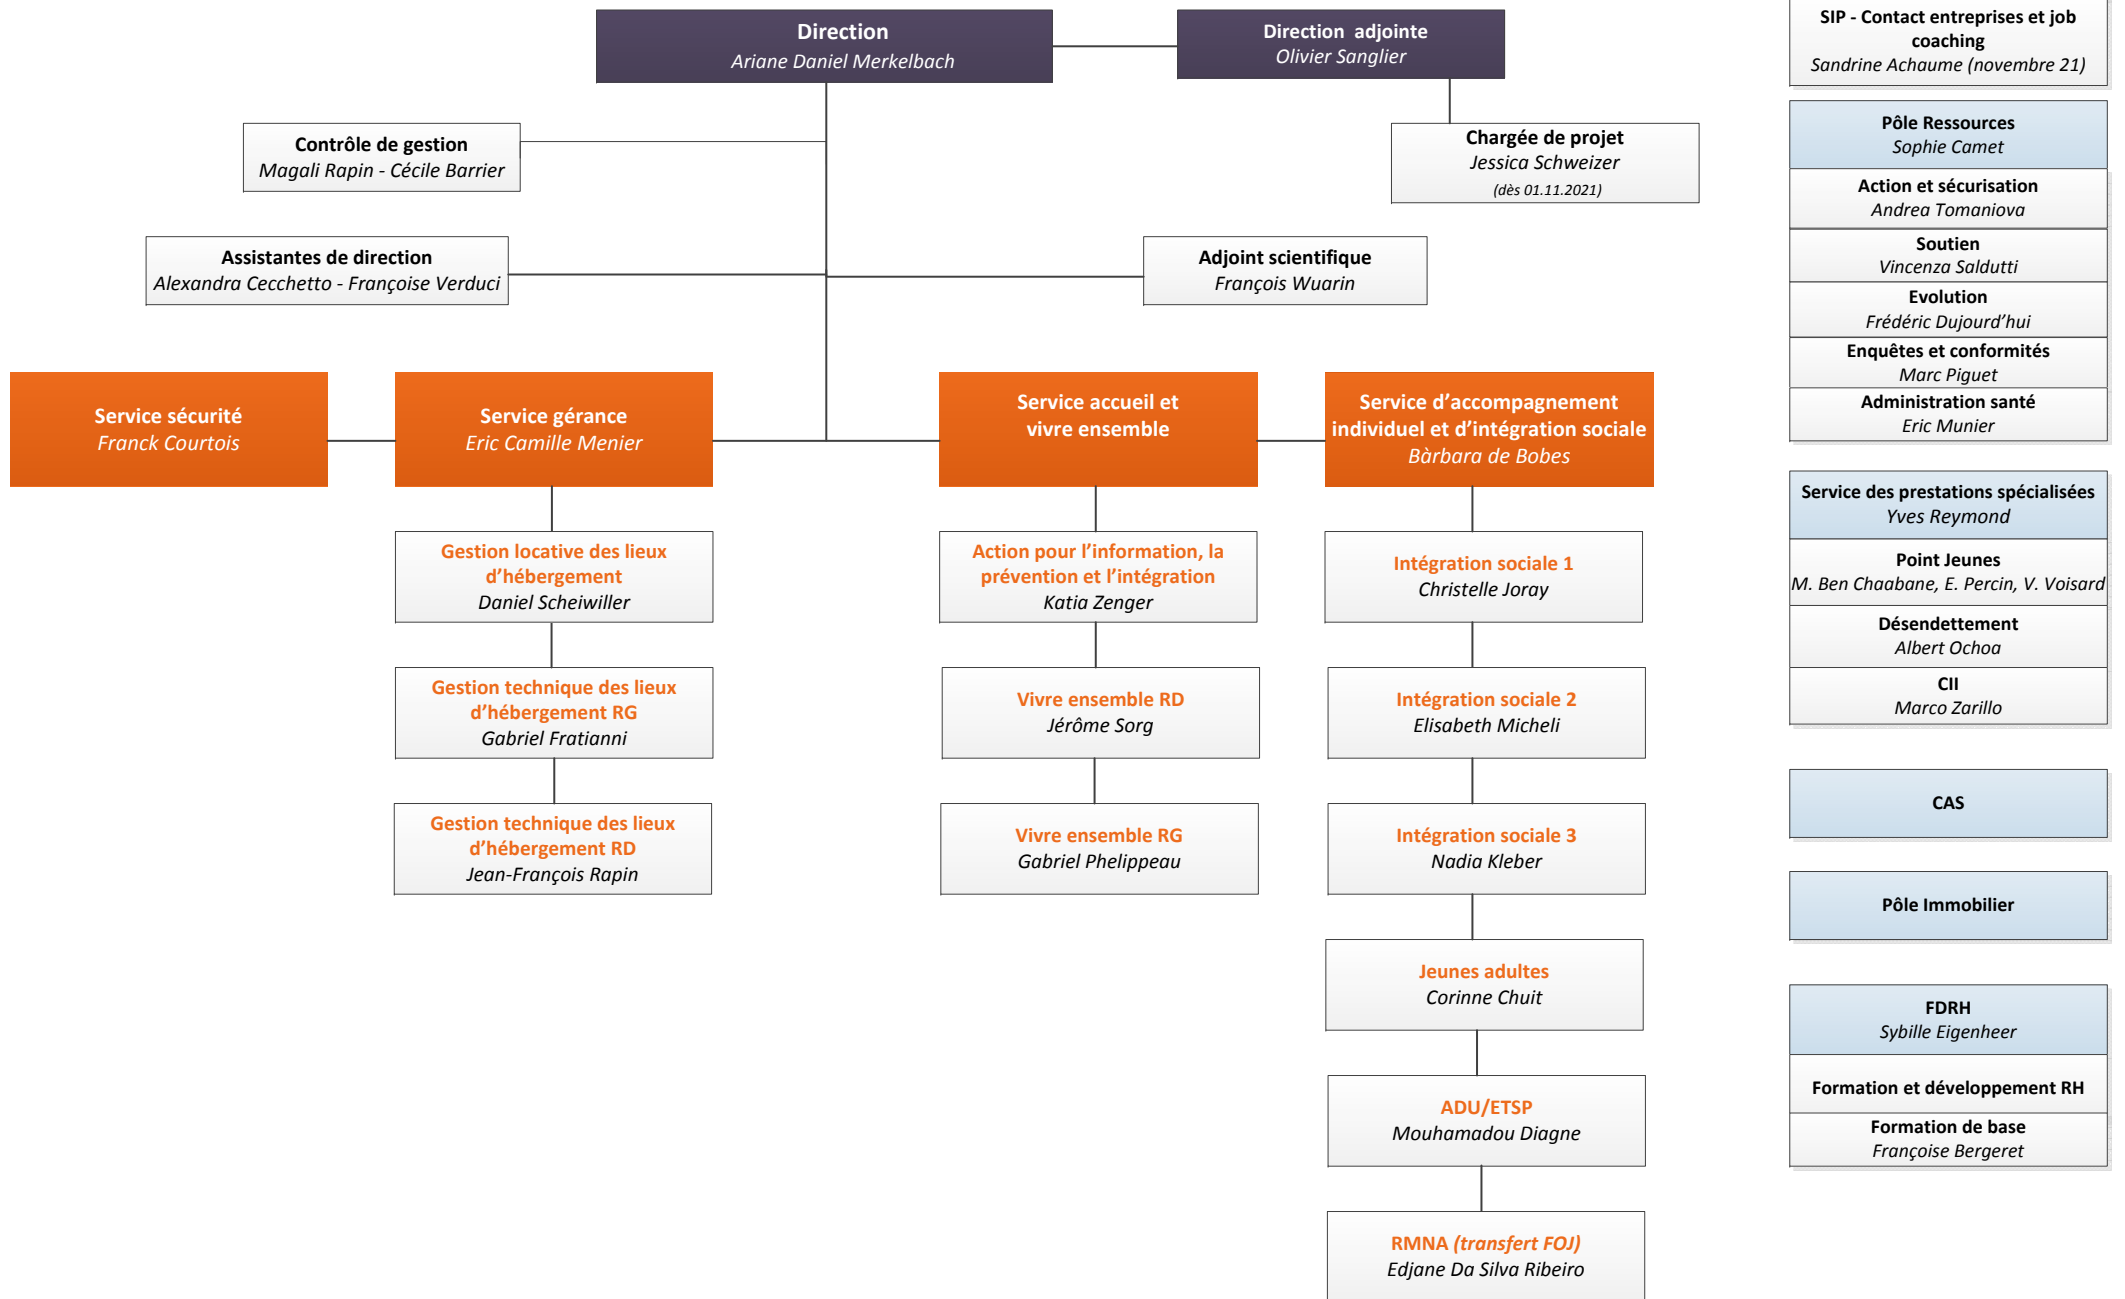 Direction
Ariane Daniel Merkelbach
Direction adjointe
Olivier Sanglier
Contrôle de gestion
Magali Rapin - Cécile Barrier
Chargée de projet
Jessica Schweizer
(dès 01.11.2021)
Assistantes de direction
Alexandra Cecchetto - Françoise Verduci
Adjoint scientifique
François Wuarin
Service sécurité
Franck Courtois
Service gérance
Eric Camille Menier
Service accueil et
vivre ensemble
Service d'accompagnement
individuel et d'intégration sociale
Bàrbara de Bobes
Gestion locative des lieux
d'hébergement
Daniel Scheiwiller
Gestion technique des lieux
d'hébergement RG
Gabriel Fratianni
Gestion technique des lieux
d'hébergement RD
Jean-François Rapin
Action pour l'information, la
prévention et l'intégration
Katia Zenger
Vivre ensemble RD
Jérôme Sorg
Vivre ensemble RG
Gabriel Phelippeau
Intégration sociale 1
Christelle Joray
Intégration sociale 2
Elisabeth Micheli
Intégration sociale 3
Nadia Kleber
Jeunes adultes
Corinne Chuit
ADU/ETSP
Mouhamadou Diagne
RMNA (transfert FOJ)
Edjane Da Silva Ribeiro
SIP - Contact entreprises et job
coaching
Sandrine Achaume (novembre 21)
Pôle Ressources
Sophie Camet
Action et sécurisation
Andrea Tomaniova
Soutien
Vincenza Saldutti
Evolution
Frédéric Dujourd'hui
Enquêtes et conformités
Marc Piguet
Administration santé
Eric Munier
Service des prestations spécialisées
Yves Reymond
Point Jeunes
M. Ben Chaabane, E. Percin, V. Voisard
Désendettement
Albert Ochoa
CII
Marco Zarillo
CAS
Pôle Immobilier
FDRH
Sybille Eigenheer
Formation et développement RH
Formation de base
Françoise Bergeret